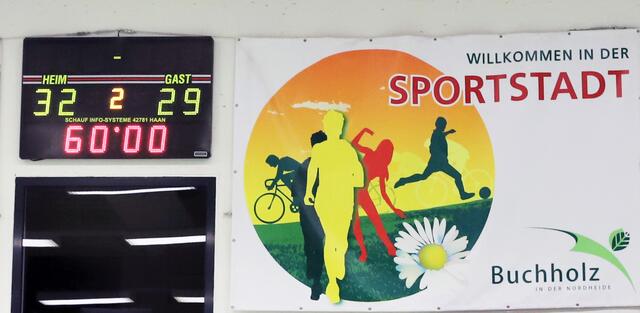 HEIM GAST
32 2 29
SCHAUF INFO-SYSTEME 42781 HAAN
60:00
WILLKOMMEN IN DER
SPORTSTADT
Buchholz
IN DER NORDHEIDE